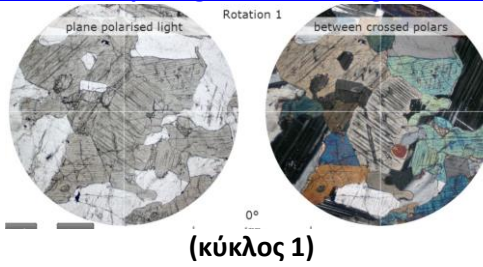 Rotation 1
plane polarised light
between crossed polars
0°
(κύκλος 1)